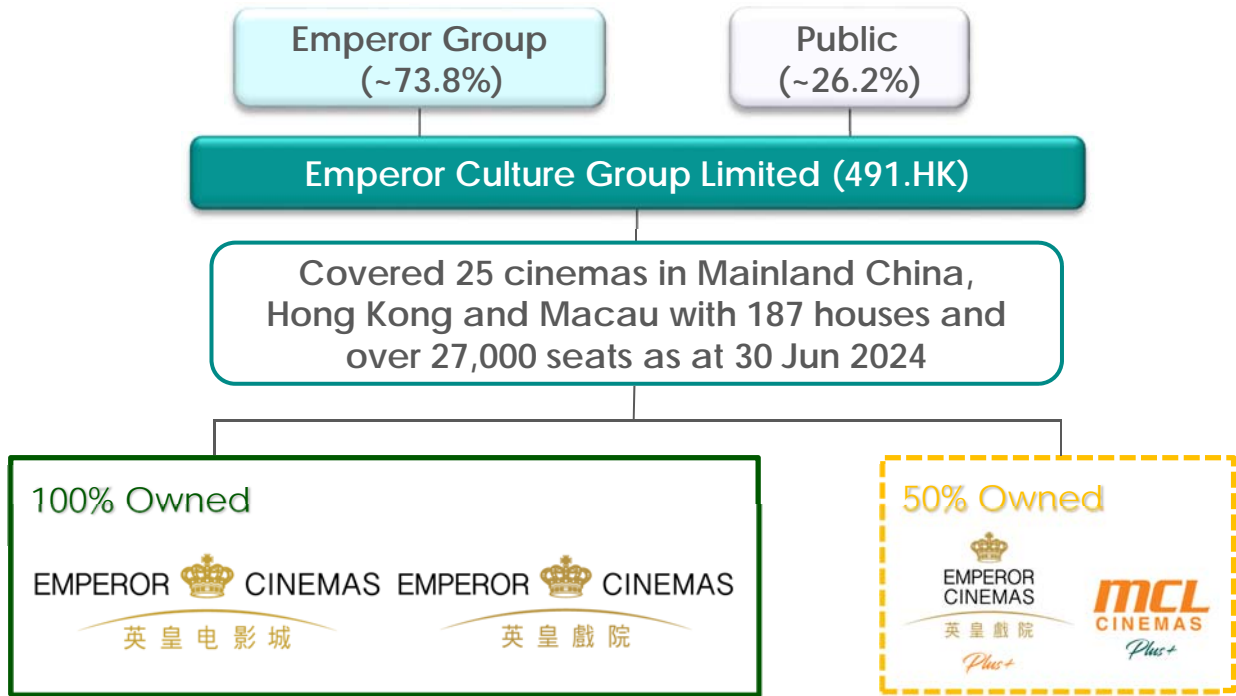 Emperor Group
(~73.8%)
Public
(~26.2%)
Emperor Culture Group Limited (491.HK)
Covered 25 cinemas in Mainland China,
Hong Kong and Macau with 187 houses and
over 27,000 seats as at 30 Jun 2024
100% Owned
EMPEROR CINEMAS
英皇电影城
EMPEROR CINEMAS
英皇戲院
50% Owned
EMPEROR
CINEMAS
英皇戲院
Plus+
MCL
CINEMAS
Plus+